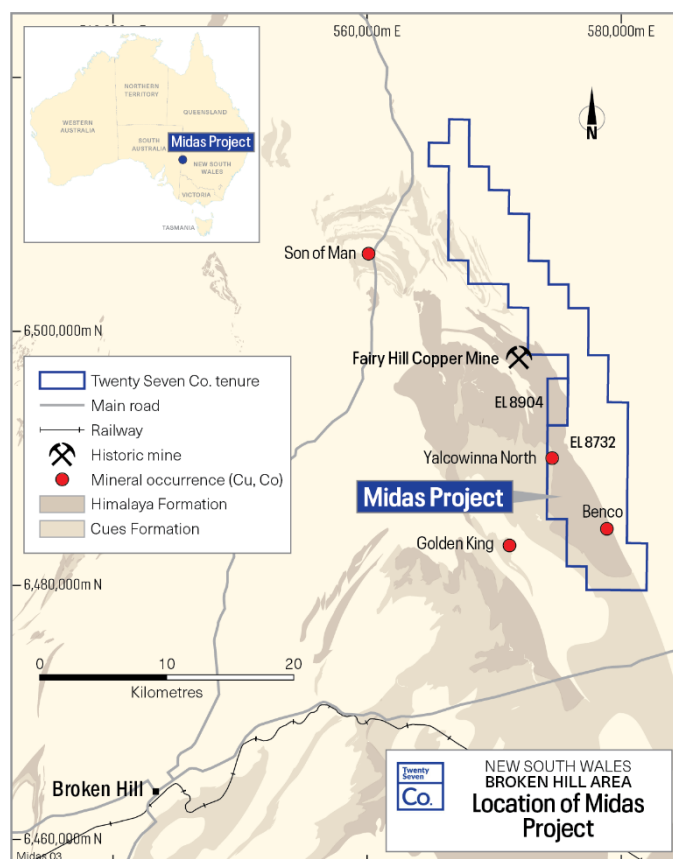 560,000m E
580,000m E
NORTHERN
TERRITORY
QUEENSLAND
WESTERN
AUSTRALIA
SOUTH
AUSTRALIA
Midas Project
NEW SOUTH
WALES
VICTORIA
TASMANIA
N
Son of Man
6,500,000m N
Fairy Hill Copper Mine
Twenty Seven Co. tenure
Main road
Railway
Historic mine
Mineral occurrence (Cu, Co)
Himalaya Formation
Cues Formation
EL 8904
EL 8732
Yalcowinna North
Midas Project
Benco
Golden King
6,480,000m N
0 10 20
Kilometres
Broken Hill
Twenty
Seven
Co.
NEW SOUTH WALES
BROKEN HILL AREA
Location of Midas
Project
6,460,000m N
Midas 03